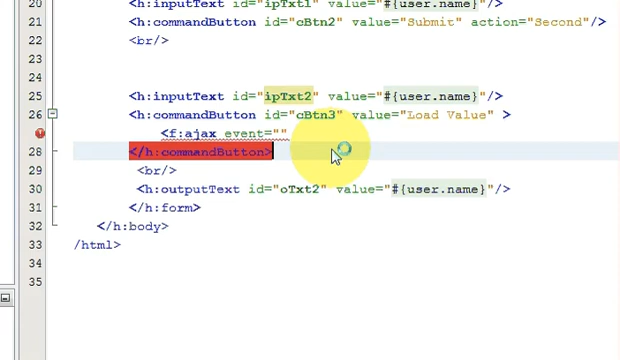 20 <h:inputText id="ipTxt1" value="#{user.name}"/>
21 <h:commandButton id="cBtn2" value="Submit" action="Second"/>
22 <br/>
23
24
25 <h:inputText id="ipTxt2" value="#{user.name}"/>
26 <h:commandButton id="cBtn3" value="Load Value" >
<f:ajax event=""
28 </h:commandButton>
29 <br/>
30 <h:outputText id="oTxt2" value="#{user.name}"/>
31 </h:form>
32 </h:body>
33 /html>
34
35